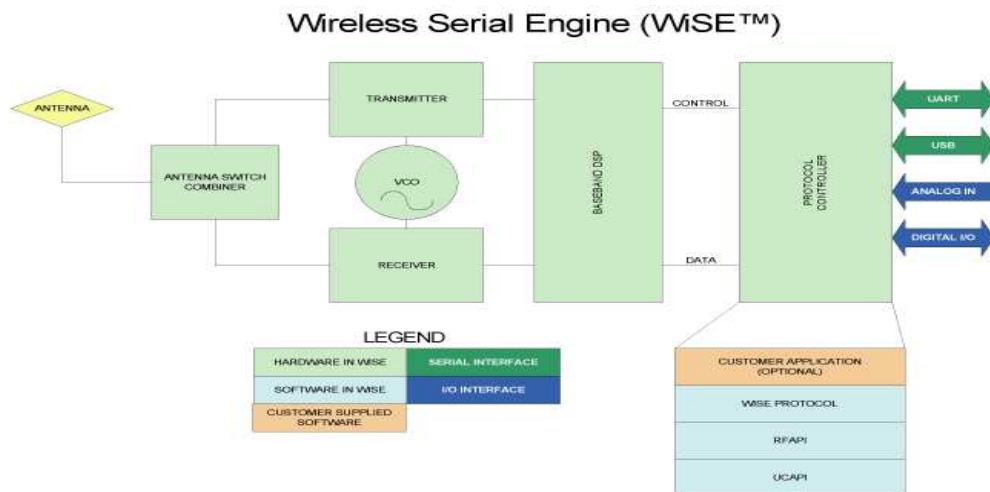 Wireless Serial Engine (WiSE™)
ANTENNA
ANTENNA SWITCH
COMBINER
TRANSMITTER
VCO
RECEIVER
BASEBAND DSP
CONTROL
DATA
PROTOCOL
CONTROLLER
UART
USB
ANALOG IN
DIGITAL I/O
LEGEND
HARDWARE IN WISE
SERIAL INTERFACE
SOFTWARE IN WISE
I/O INTERFACE
CUSTOMER SUPPLIED
SOFTWARE
CUSTOMER APPLICATION
(OPTIONAL)
WISE PROTOCOL
RFAPI
UCAPI